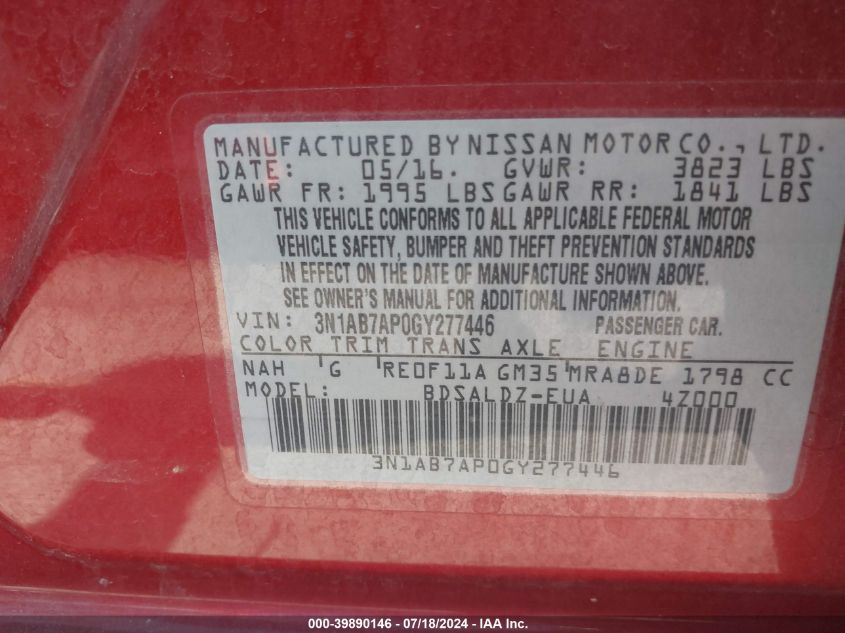 MANUFACTURED BY NISSAN MOTOR CO., LTD.
DATE: 05/16. GVWR: 3823 LBS
GAWR FR: 1995 LBS GAWR RR: 1841 LBS
THIS VEHICLE CONFORMS TO ALL APPLICABLE FEDERAL MOTOR
VEHICLE SAFETY, BUMPER AND THEFT PREVENTION STANDARDS
IN EFFECT ON THE DATE OF MANUFACTURE SHOWN ABOVE.
SEE OWNER'S MANUAL FOR ADDITIONAL INFORMATION.
VIN: 3N1AB7AP0GY277446 PASSENGER CAR.
COLOR TRIM TRANS AXLE ENGINE
NAH G RE0F11A GM35 MRA8DE 1798 CC
MODEL: BDSALDZ-EUA 4Z000
3N1AB7AP0GY277446
000-39890146 - 07/18/2024 - IAA Inc.